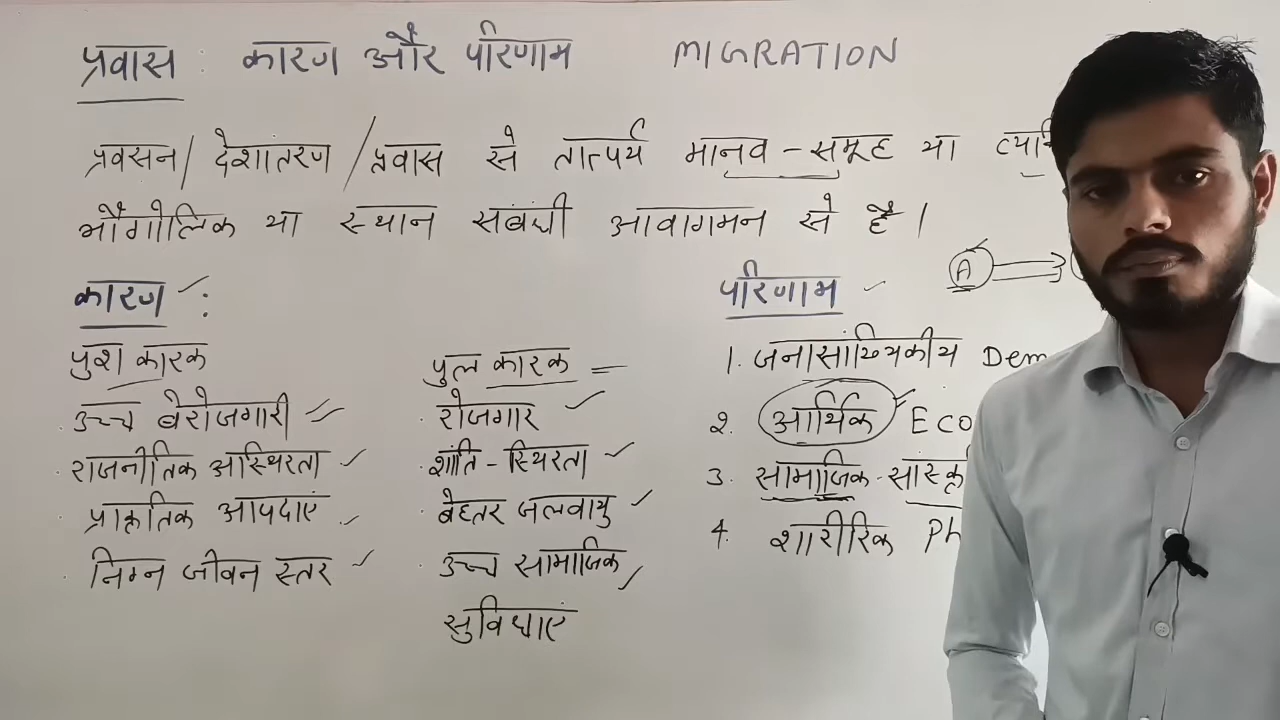 प्रवास : कारण और परिणाम MIGRATION
प्रवसन / देशातरण / प्रवास से तात्पर्य मानव - समूह या
भौगोलिक या स्थान संबंधी आवागमन से है।
A
कारण :
पुश कारक
उच्च बेरोजगारी
राजनीतिक अस्थिरता
प्राकृतिक आपदाएं
निम्न जीवन स्तर
पुल कारक
रोजगार
शांति - स्थिरता
बेहतर जलवायु
उच्च सामाजिक
सुविधाएं
परिणाम
1. जनासांख्यिकीय Dem
2. आर्थिक Eco
3. सामाजिक - सांस्कृ
4. शारीरिक Ph